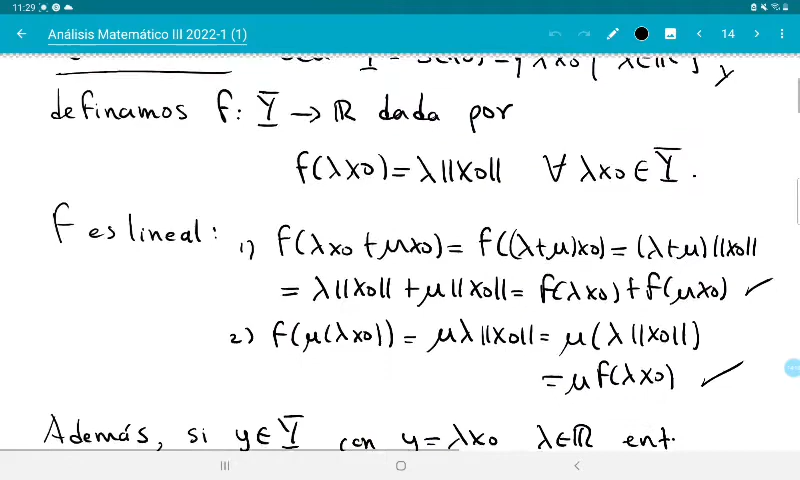 11:29
Análisis Matemático III 2022-1 (1)
14
y
definamos f: Y → ℝ dada por
f(λx₀) = λ||x₀|| ∀ λx₀ ∈ Y.
f es lineal:
1) f(λx₀ + μx₀) = f((λ+μ)x₀) = (λ+μ)||x₀||
= λ||x₀|| + μ||x₀|| = f(λx₀) + f(μx₀) ✓
2) f(μ(λx₀)) = μλ||x₀|| = μ(λ||x₀||)
= μf(λx₀) ✓
Además, si y ∈ Y con y = λx₀ λ∈ℝ ent.